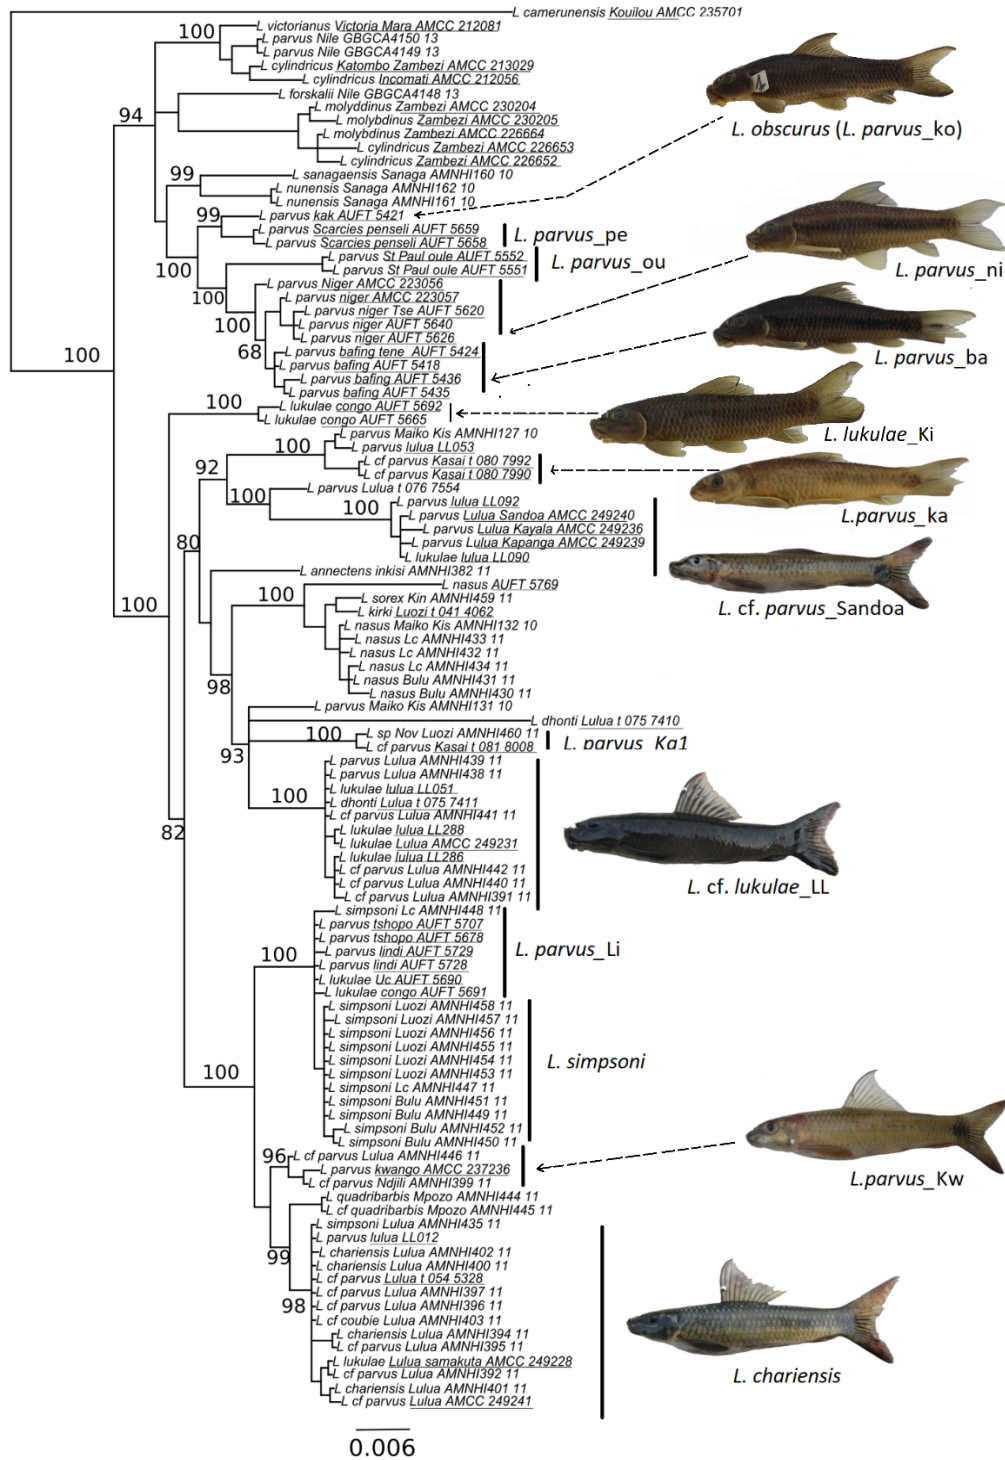 L camerunensis Kouilou AMCC 235701
L victorianus Victoria Mara AMCC 212081
100
L parvus Nile GBGCA4150 13
L parvus Nile GBGCA4149 13
L cylindricus Katombo Zambezi AMCC 213029
L cylindricus Incomati AMCC 212056
L forskalii Nile GBGCA4148 13
L molyddinus Zambezi AMCC 230204
94
L molybdinus Zambezi AMCC 230205
L molybdinus Zambezi AMCC 226664
L cylindricus Zambezi AMCC 226653
L cylindricus Zambezi AMCC 226652
L. obscurus (L. parvus_ko)
99
L sanagaensis Sanaga AMNHI160 10
L nunensis Sanaga AMNHI162 10
L nunensis Sanaga AMNHI161 10
99
L parvus kak AUFT 5421
L parvus Scarcies penseli AUFT 5659
L parvus Scarcies penseli AUFT 5658
L. parvus_pe
100
L parvus St Paul oule AUFT 5552
L parvus St Paul oule AUFT 5551
L. parvus_ou
L. parvus_ni
100
L parvus Niger AMCC 223056
L parvus niger AMCC 223057
L parvus niger Tse AUFT 5620
100
L parvus niger AUFT 5640
L parvus niger AUFT 5626
68
L parvus bafing tene AUFT 5424
L parvus bafing AUFT 5418
L. parvus_ba
100
L parvus bafing AUFT 5436
L parvus bafing AUFT 5435
100
L lukulae congo AUFT 5692
L lukulae congo AUFT 5665
L. lukulae_Ki
L parvus Maiko Kis AMNHI127 10
100
L parvus lulua LL053
L cf parvus Kasai t 080 7992
92
L cf parvus Kasai t 080 7990
L parvus Lulua t 076 7554
100
L parvus lulua LL092
100
L.parvus_ka
L parvus Lulua Sandoa AMCC 249240
L parvus Lulua Kayala AMCC 249236
80
L parvus Lulua Kapanga AMCC 249239
L lukulae lulua LL090
L annectens inkisi AMNHI382 11
L nasus AUFT 5769
100
L. cf. parvus_Sandoa
L sorex Kin AMNHI459 11
100
L kirki Luozi t 041 4062
L nasus Maiko Kis AMNHI132 10
L nasus Lc AMNHI433 11
L nasus Lc AMNHI432 11
L nasus Lc AMNHI434 11
L nasus Bulu AMNHI431 11
98
L nasus Bulu AMNHI430 11
L parvus Maiko Kis AMNHI131 10
L dhonti Lulua t 075 7410
100
L sp Nov Luozi AMNHI460 11
L cf parvus Kasai t 081 8008
L. parvus_Ka1
93
L parvus Lulua AMNHI439 11
L parvus Lulua AMNHI438 11
L lukulae lulua LL051
100
L dhonti Lulua t 075 7411
L cf parvus Lulua AMNHI441 11
L lukulae lulua LL288
82
L lukulae Lulua AMCC 249231
L lukulae lulua LL286
L cf parvus Lulua AMNHI442 11
L cf parvus Lulua AMNHI440 11
L cf parvus Lulua AMNHI391 11
L. cf. lukulae_LL
L simpsoni Lc AMNHI448 11
L parvus tshopo AUFT 5707
L parvus tshopo AUFT 5678
100
L parvus lindi AUFT 5729
L. parvus_Li
L parvus lindi AUFT 5728
L lukulae Uc AUFT 5690
L lukulae congo AUFT 5691
L simpsoni Luozi AMNHI458 11
L simpsoni Luozi AMNHI457 11
L simpsoni Luozi AMNHI456 11
L simpsoni Luozi AMNHI455 11
L simpsoni Luozi AMNHI454 11
L. simpsoni
100
L simpsoni Luozi AMNHI453 11
L simpsoni Lc AMNHI447 11
L simpsoni Bulu AMNHI451 11
L simpsoni Bulu AMNHI449 11
L simpsoni Bulu AMNHI452 11
L simpsoni Bulu AMNHI450 11
96
L cf parvus Lulua AMNHI446 11
L parvus kwango AMCC 237236
L cf parvus Ndjili AMNHI399 11
L.parvus_Kw
L quadribarbis Mpozo AMNHI444 11
L cf quadribarbis Mpozo AMNHI445 11
L simpsoni Lulua AMNHI435 11
L parvus lulua LL012
99
L chariensis Lulua AMNHI402 11
L chariensis Lulua AMNHI400 11
L cf parvus Lulua t 054 5328
L cf parvus Lulua AMNHI397 11
98
L cf parvus Lulua AMNHI396 11
L cf coubie Lulua AMNHI403 11
L chariensis Lulua AMNHI394 11
L cf parvus Lulua AMNHI395 11
L lukulae Lulua samakuta AMCC 249228
L cf parvus Lulua AMNHI392 11
L. chariensis
L chariensis Lulua AMNHI401 11
L cf parvus Lulua AMCC 249241
0.006